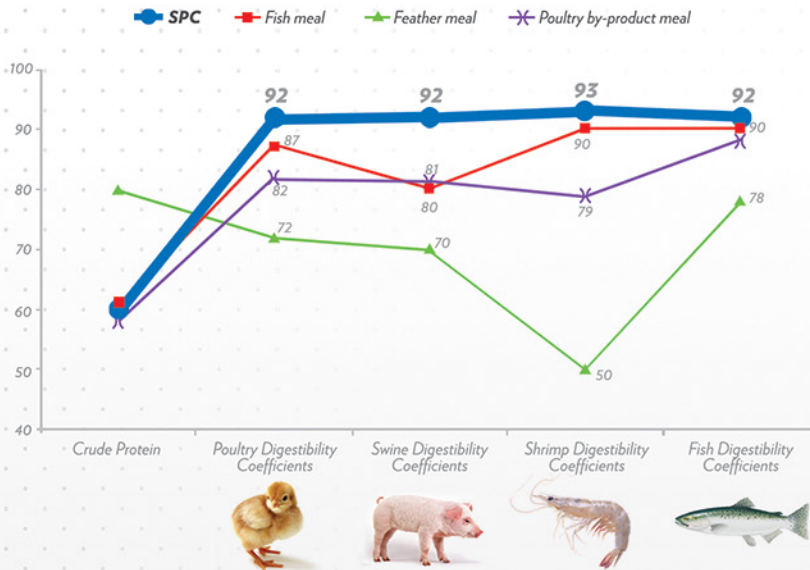 SPC Fish meal Feather meal Poultry by-product meal
100
90
80
70
60
50
40
92 92 93 92
87
82
72
81
80
70
90
79
50
90
78
Crude Protein
Poultry Digestibility
Coefficients
Swine Digestibility
Coefficients
Shrimp Digestibility
Coefficients
Fish Digestibility
Coefficients